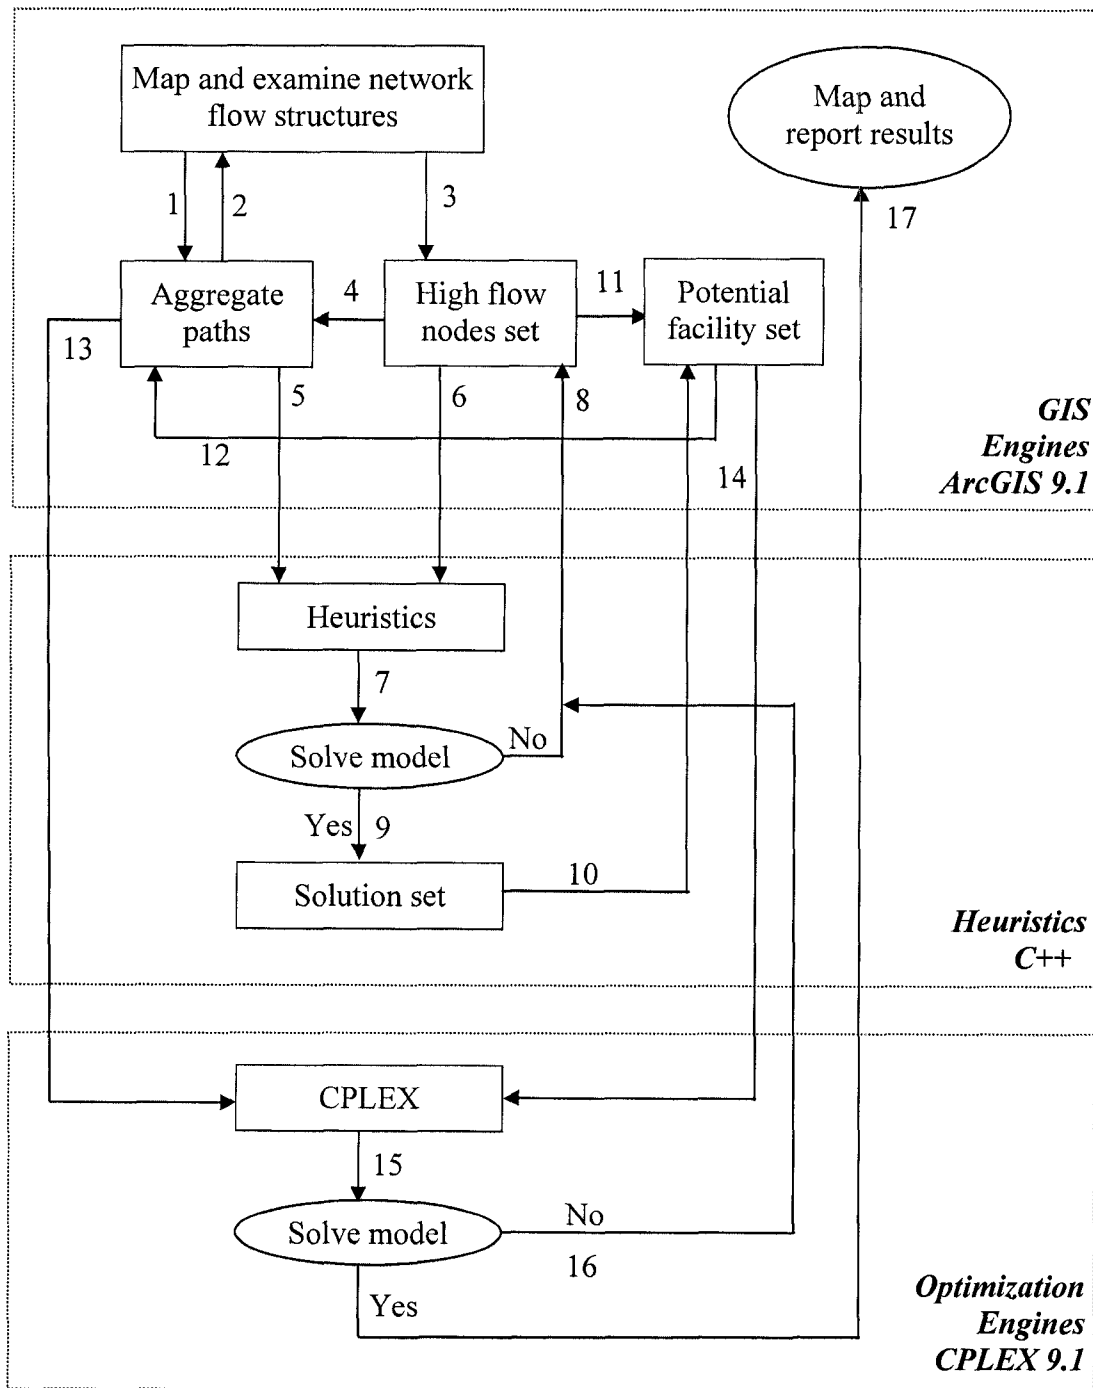 Map and examine network
flow structures
Map and
report results
1
2
3
17
Aggregate
paths
4
High flow
nodes set
11
Potential
facility set
13
5
6
8
12
14
GIS
Engines
ArcGIS 9.1
Heuristics
7
Solve model
No
Yes
9
Solution set
10
Heuristics
C++
CPLEX
15
Solve model
No
16
Yes
Optimization
Engines
CPLEX 9.1